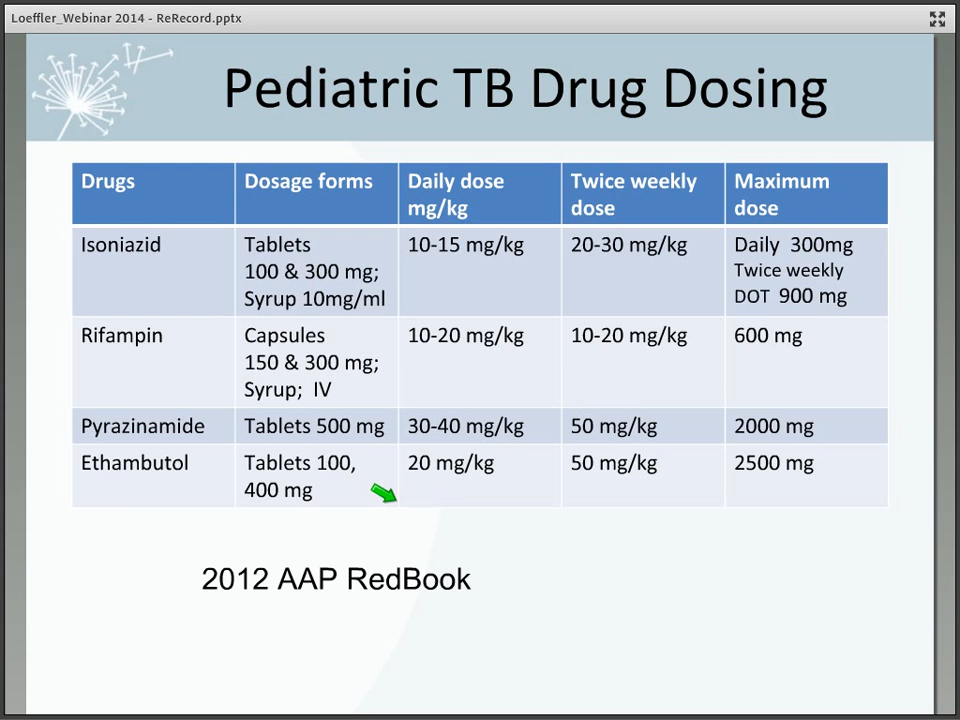 Loeffler_Webinar 2014 - ReRecord.pptx
Pediatric TB Drug Dosing
Drugs
Dosage forms
Daily dose
mg/kg
Twice weekly
dose
Maximum
dose
Isoniazid
Tablets
100 & 300 mg;
Syrup 10mg/ml
10-15 mg/kg
20-30 mg/kg
Daily 300mg
Twice weekly
DOT 900 mg
Rifampin
Capsules
150 & 300 mg;
Syrup; IV
10-20 mg/kg
10-20 mg/kg
600 mg
Pyrazinamide
Tablets 500 mg
30-40 mg/kg
50 mg/kg
2000 mg
Ethambutol
Tablets 100,
400 mg
20 mg/kg
50 mg/kg
2500 mg
2012 AAP RedBook